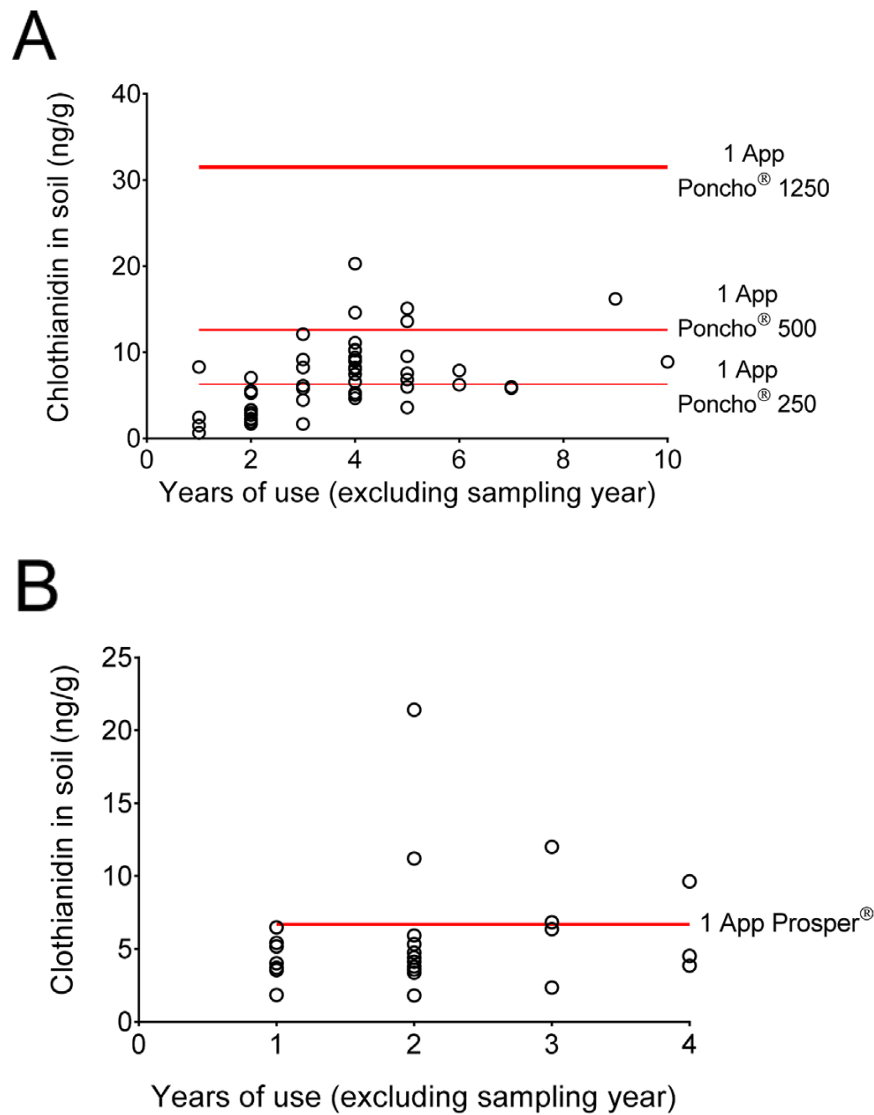 A
Chlothianidin in soil (ng/g)
40
30
20
10
0
0 2 4 6 8 10
Years of use (excluding sampling year)
1 App
Poncho® 1250
1 App
Poncho® 500
1 App
Poncho® 250
B
Clothianidin in soil (ng/g)
25
20
15
10
5
0
0 1 2 3 4
Years of use (excluding sampling year)
1 App Prosper®